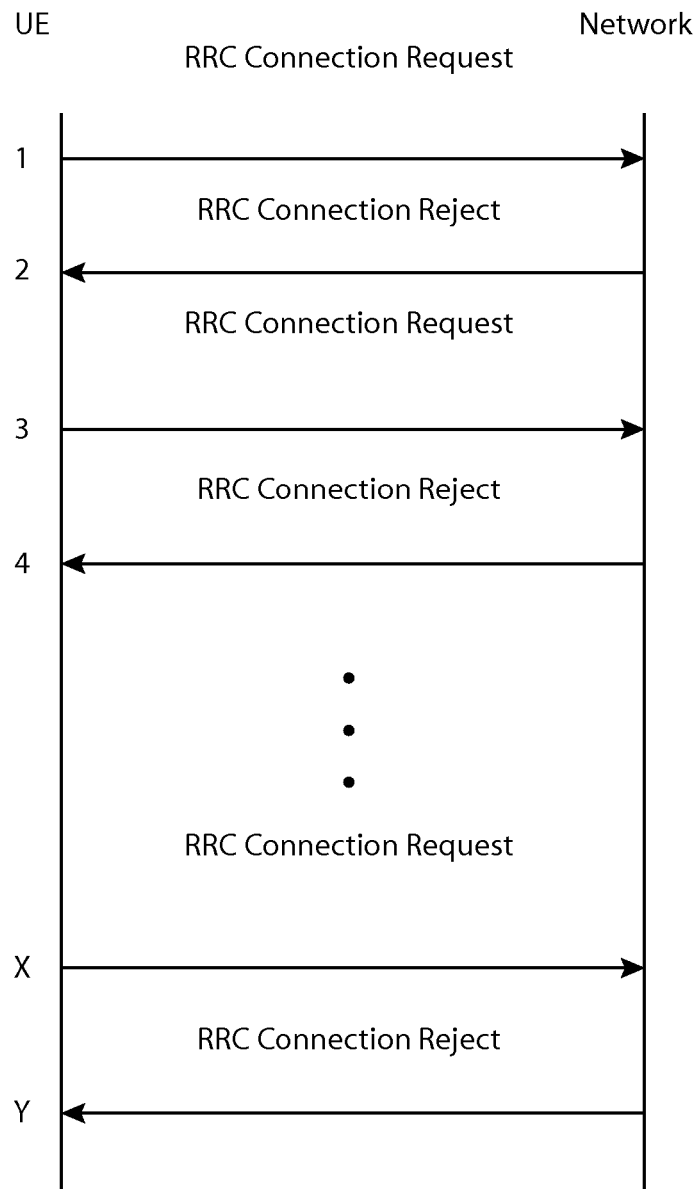 UE
Network
RRC Connection Request
1
RRC Connection Reject
2
RRC Connection Request
3
RRC Connection Reject
4
RRC Connection Request
X
RRC Connection Reject
Y